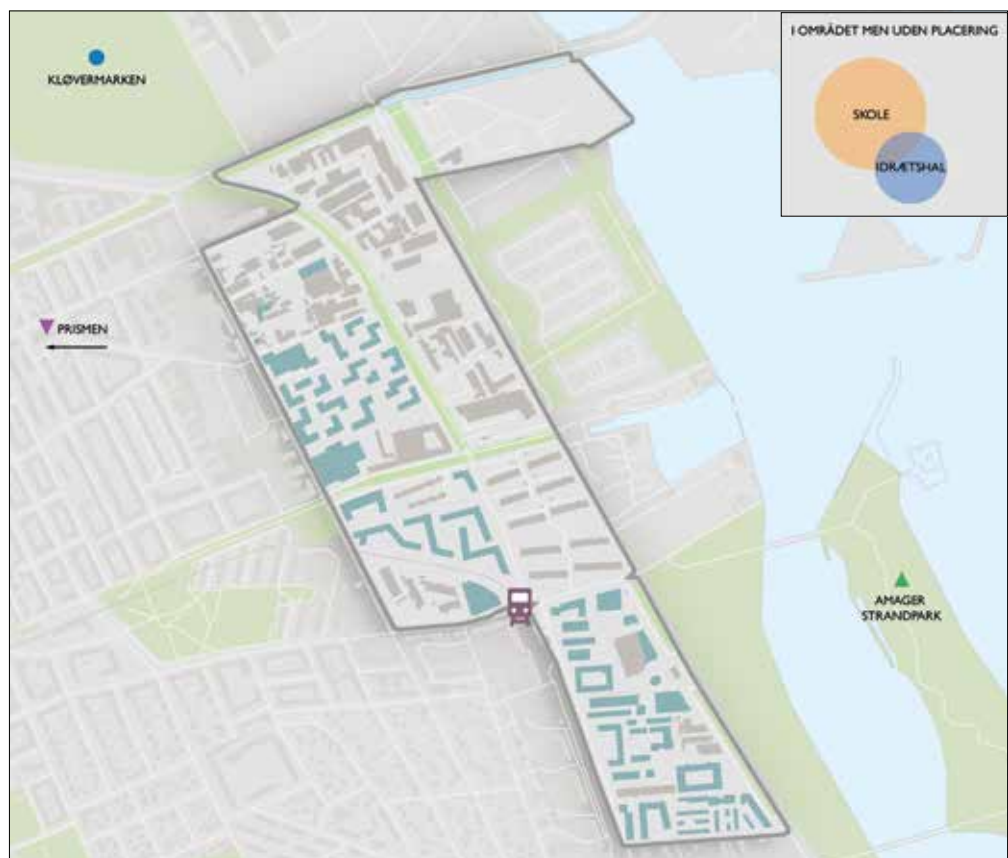 I OMRÅDET MEN UDEN PLACERING
SKOLE
IDRÆTSHAL
KLØVERMARKEN
PRISMEN
AMAGER
STRANDPARK